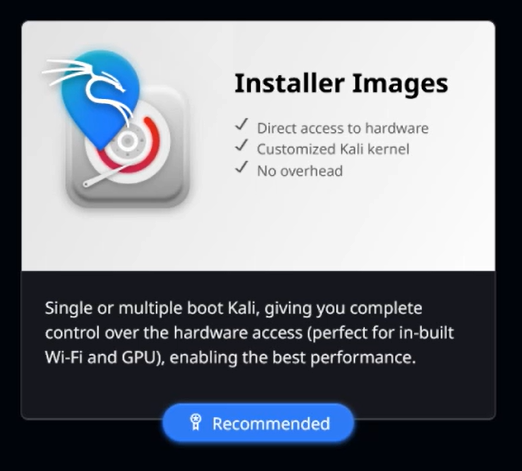 Installer Images
Direct access to hardware
Customized Kali kernel
No overhead
Single or multiple boot Kali, giving you complete
control over the hardware access (perfect for in-built
Wi-Fi and GPU), enabling the best performance.
Recommended